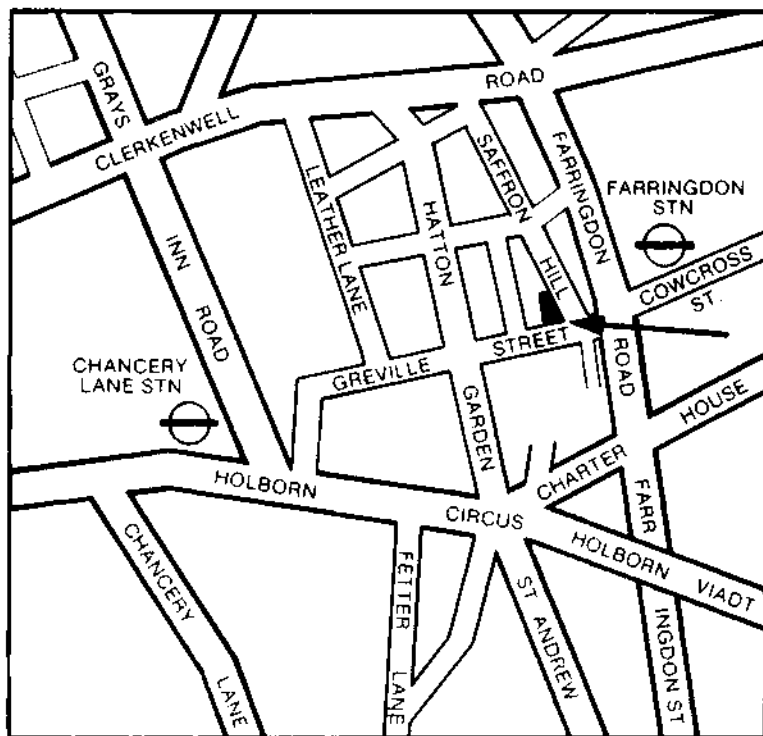 GRAYS
INN
ROAD
CLERKENWELL
ROAD
LEATHER LANE
HATTON
GARDEN
SAFFRON
HILL
FARRINGDON
ROAD
FARRINGDON
STN
COWCROSS
ST.
CHANCERY
LANE STN
GREVILLE
STREET
CHARTER
HOUSE
HOLBORN
CIRCUS
HOLBORN
VIADT
FARR
INGDON ST
CHANCERY
LANE
FETTER
LANE
ST ANDREW